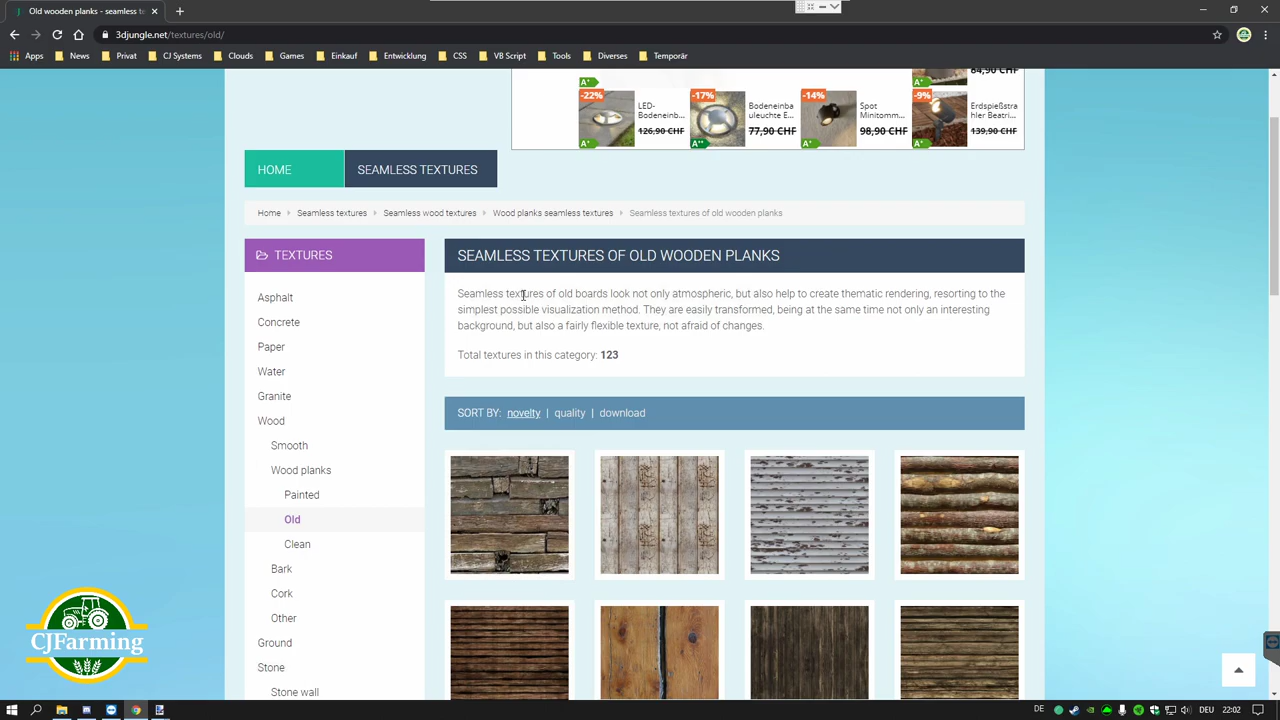 Old wooden planks - seamless te
3djungle.net/textures/old/
Apps News Privat CJ Systems Clouds Games Einkauf Entwicklung CSS VB Script Tools Diverses Temporär
84,90 CHF
A+ A+
-22% LED-Bodeneinb... 126,90 CHF A+
-17% Bodeneinbauleuchte E... 77,90 CHF A++
-14% Spot Minitomm... 98,90 CHF A+
-9% Erdspießstrahler Beatri... 139,90 CHF A+
HOME SEAMLESS TEXTURES
Home Seamless textures Seamless wood textures Wood planks seamless textures Seamless textures of old wooden planks
TEXTURES
Asphalt
Concrete
Paper
Water
Granite
Wood
Smooth
Wood planks
Painted
Old
Clean
Bark
Cork
Other
Ground
Stone
Stone wall
SEAMLESS TEXTURES OF OLD WOODEN PLANKS
Seamless textures of old boards look not only atmospheric, but also help to create thematic rendering, resorting to the
simplest possible visualization method. They are easily transformed, being at the same time not only an interesting
background, but also a fairly flexible texture, not afraid of changes.
Total textures in this category: 123
SORT BY: novelty | quality | download
CJFarming
DE DEU 22:02